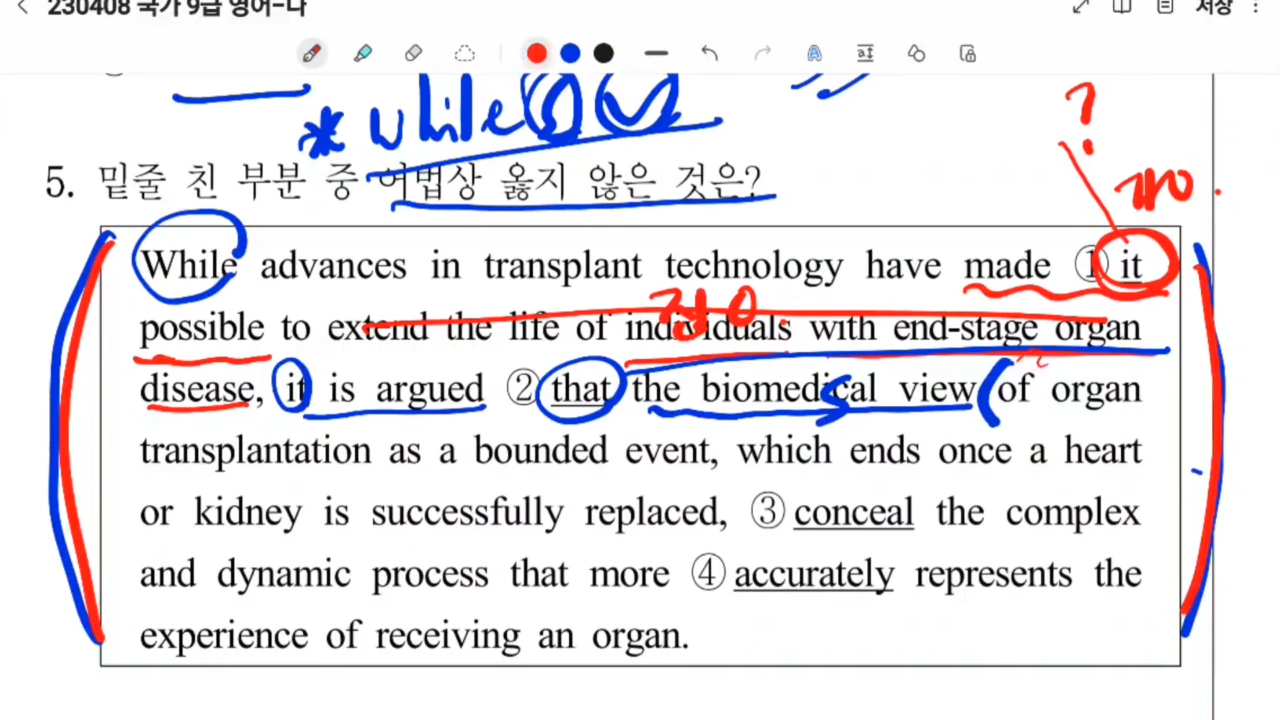 230408 국가 9급 영어-나
저장
* while S V
5. 밑줄 친 부분 중 어법상 옳지 않은 것은?
?
가O.
While advances in transplant technology have made ① it
진O
possible to extend the life of individuals with end-stage organ
disease, it is argued ② that the biomedical view of organ
S
transplantation as a bounded event, which ends once a heart
or kidney is successfully replaced, ③ conceal the complex
and dynamic process that more ④ accurately represents the
experience of receiving an organ.